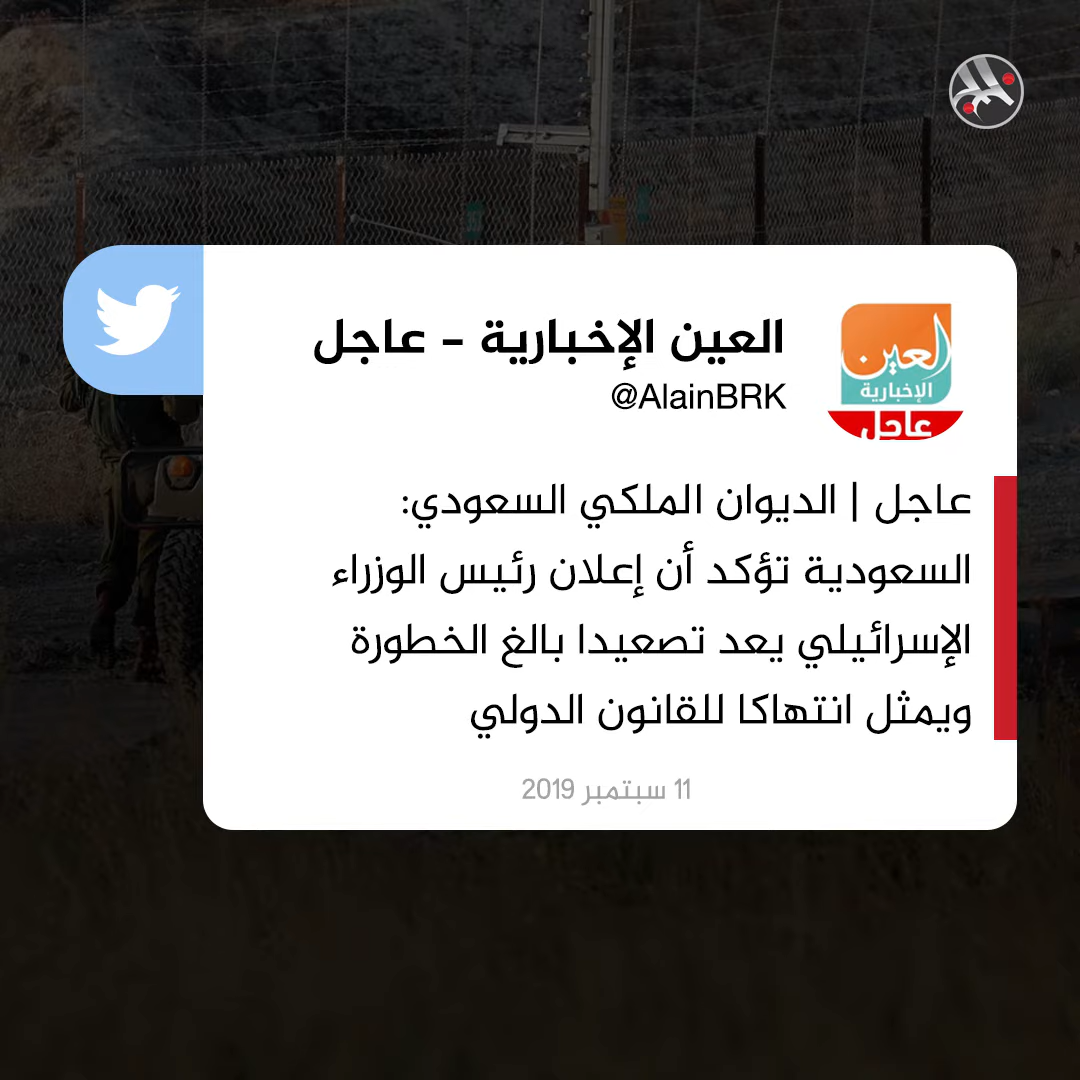 العين الإخبارية - عاجل
@AlainBRK
العين
الإخبارية
عاجل
عاجل | الديوان الملكي السعودي:
السعودية تؤكد أن إعلان رئيس الوزراء
الإسرائيلي يعد تصعيدا بالغ الخطورة
ويمثل انتهاكا للقانون الدولي
11 سبتمبر 2019